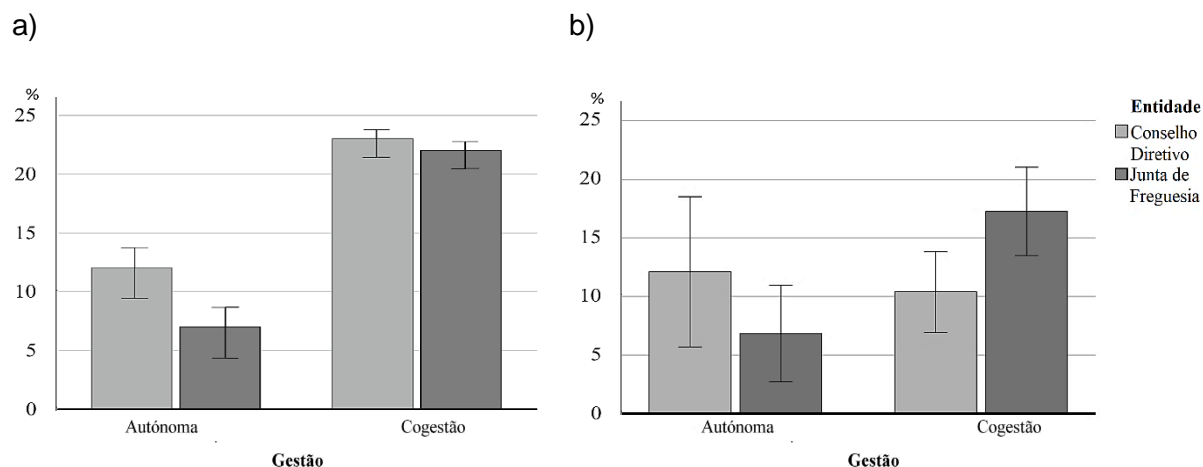 a)
%
25
20
15
10
5
0
Autónoma
Cogestão
Gestão
b)
%
25
20
15
10
5
0
Autónoma
Cogestão
Gestão
Entidade
Conselho
Diretivo
Junta de
Freguesia